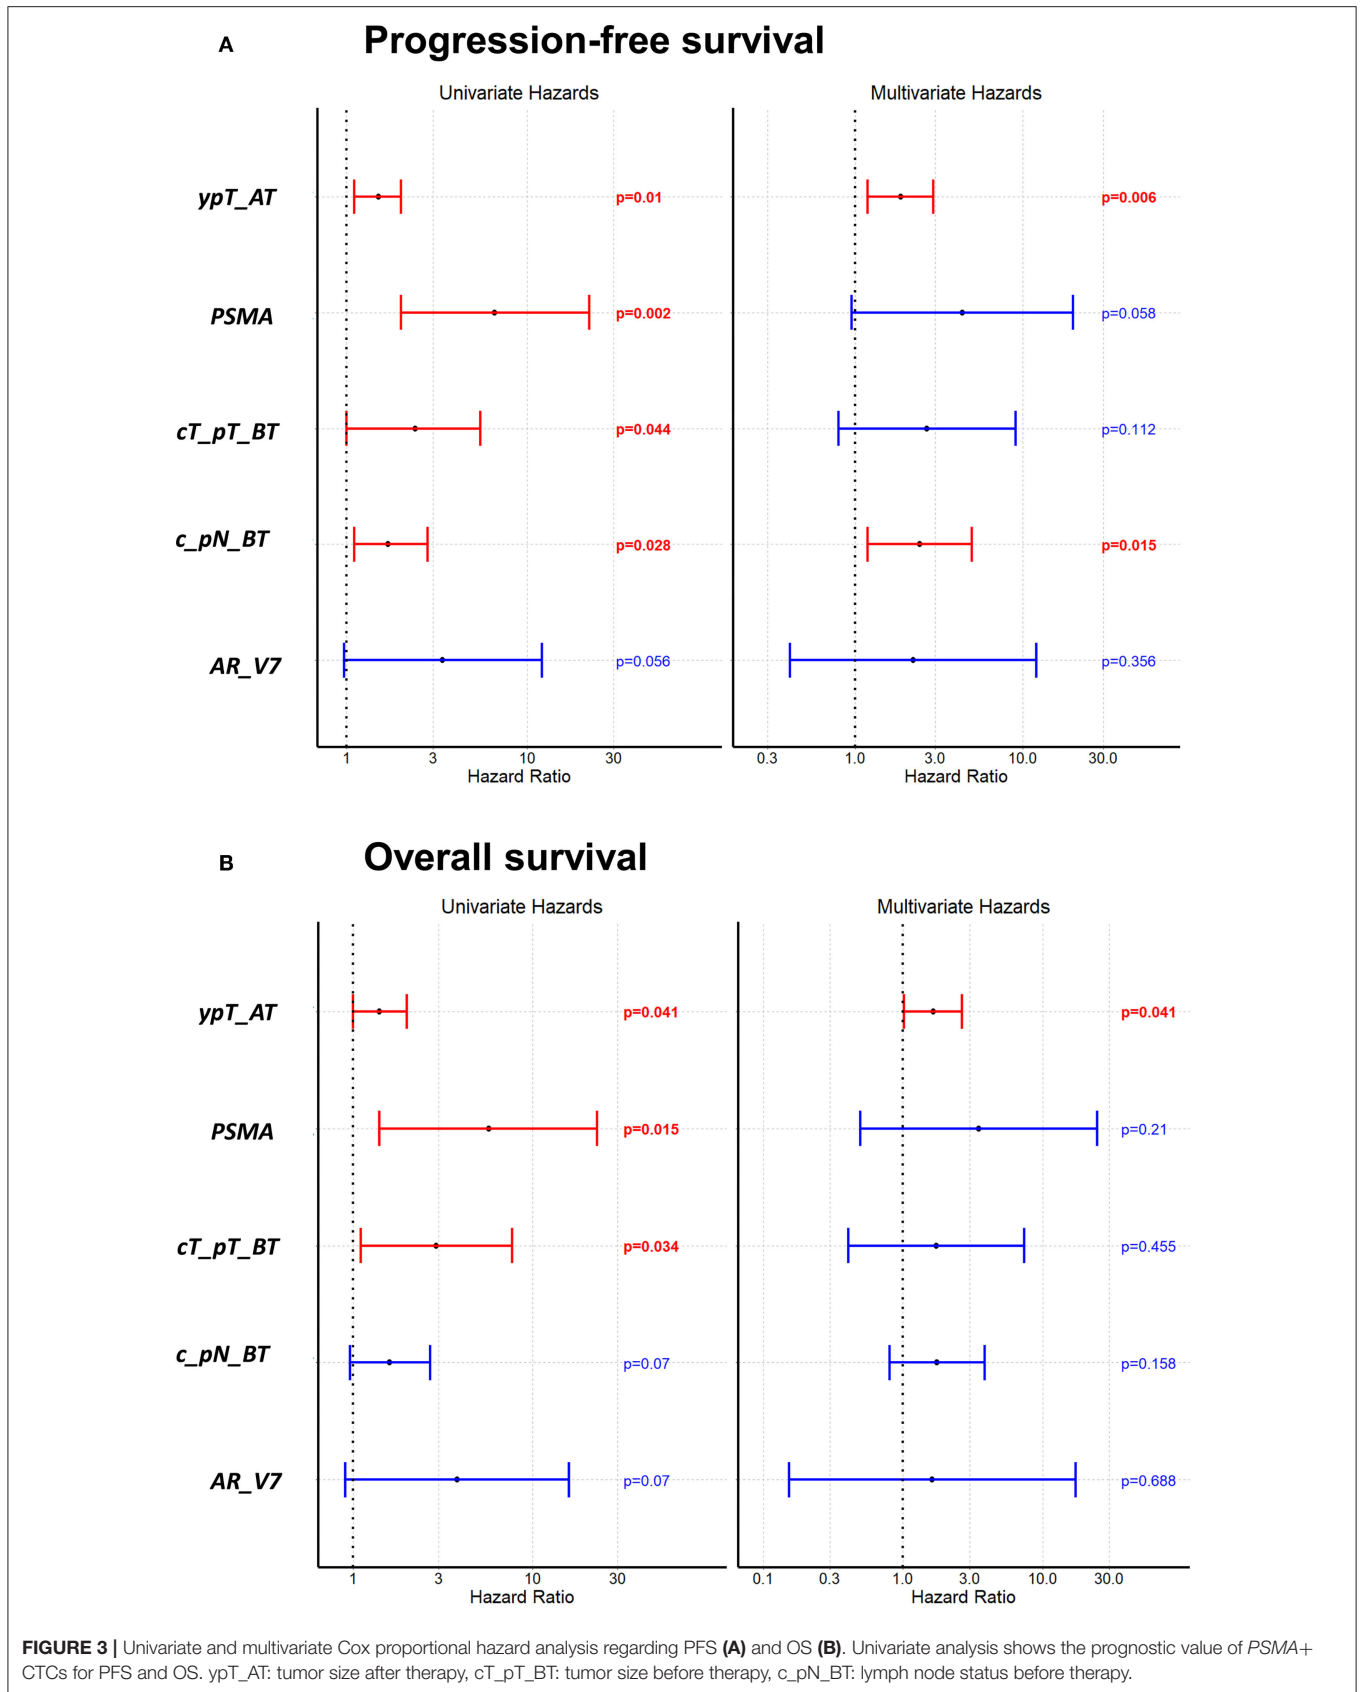 A Progression-free survival
Univariate Hazards Multivariate Hazards
ypT_AT p=0.01 p=0.006
PSMA p=0.002 p=0.058
cT_pT_BT p=0.044 p=0.112
c_pN_BT p=0.028 p=0.015
AR_V7 p=0.056 p=0.356
1 3 10 30 0.3 1.0 3.0 10.0 30.0
Hazard Ratio Hazard Ratio
B Overall survival
Univariate Hazards Multivariate Hazards
ypT_AT p=0.041 p=0.041
PSMA p=0.015 p=0.21
cT_pT_BT p=0.034 p=0.455
c_pN_BT p=0.07 p=0.158
AR_V7 p=0.07 p=0.688
1 3 10 30 0.1 0.3 1.0 3.0 10.0 30.0
Hazard Ratio Hazard Ratio
FIGURE 3 | Univariate and multivariate Cox proportional hazard analysis regarding PFS (A) and OS (B). Univariate analysis shows the prognostic value of PSMA+
CTCs for PFS and OS. ypT_AT: tumor size after therapy, cT_pT_BT: tumor size before therapy, c_pN_BT: lymph node status before therapy.